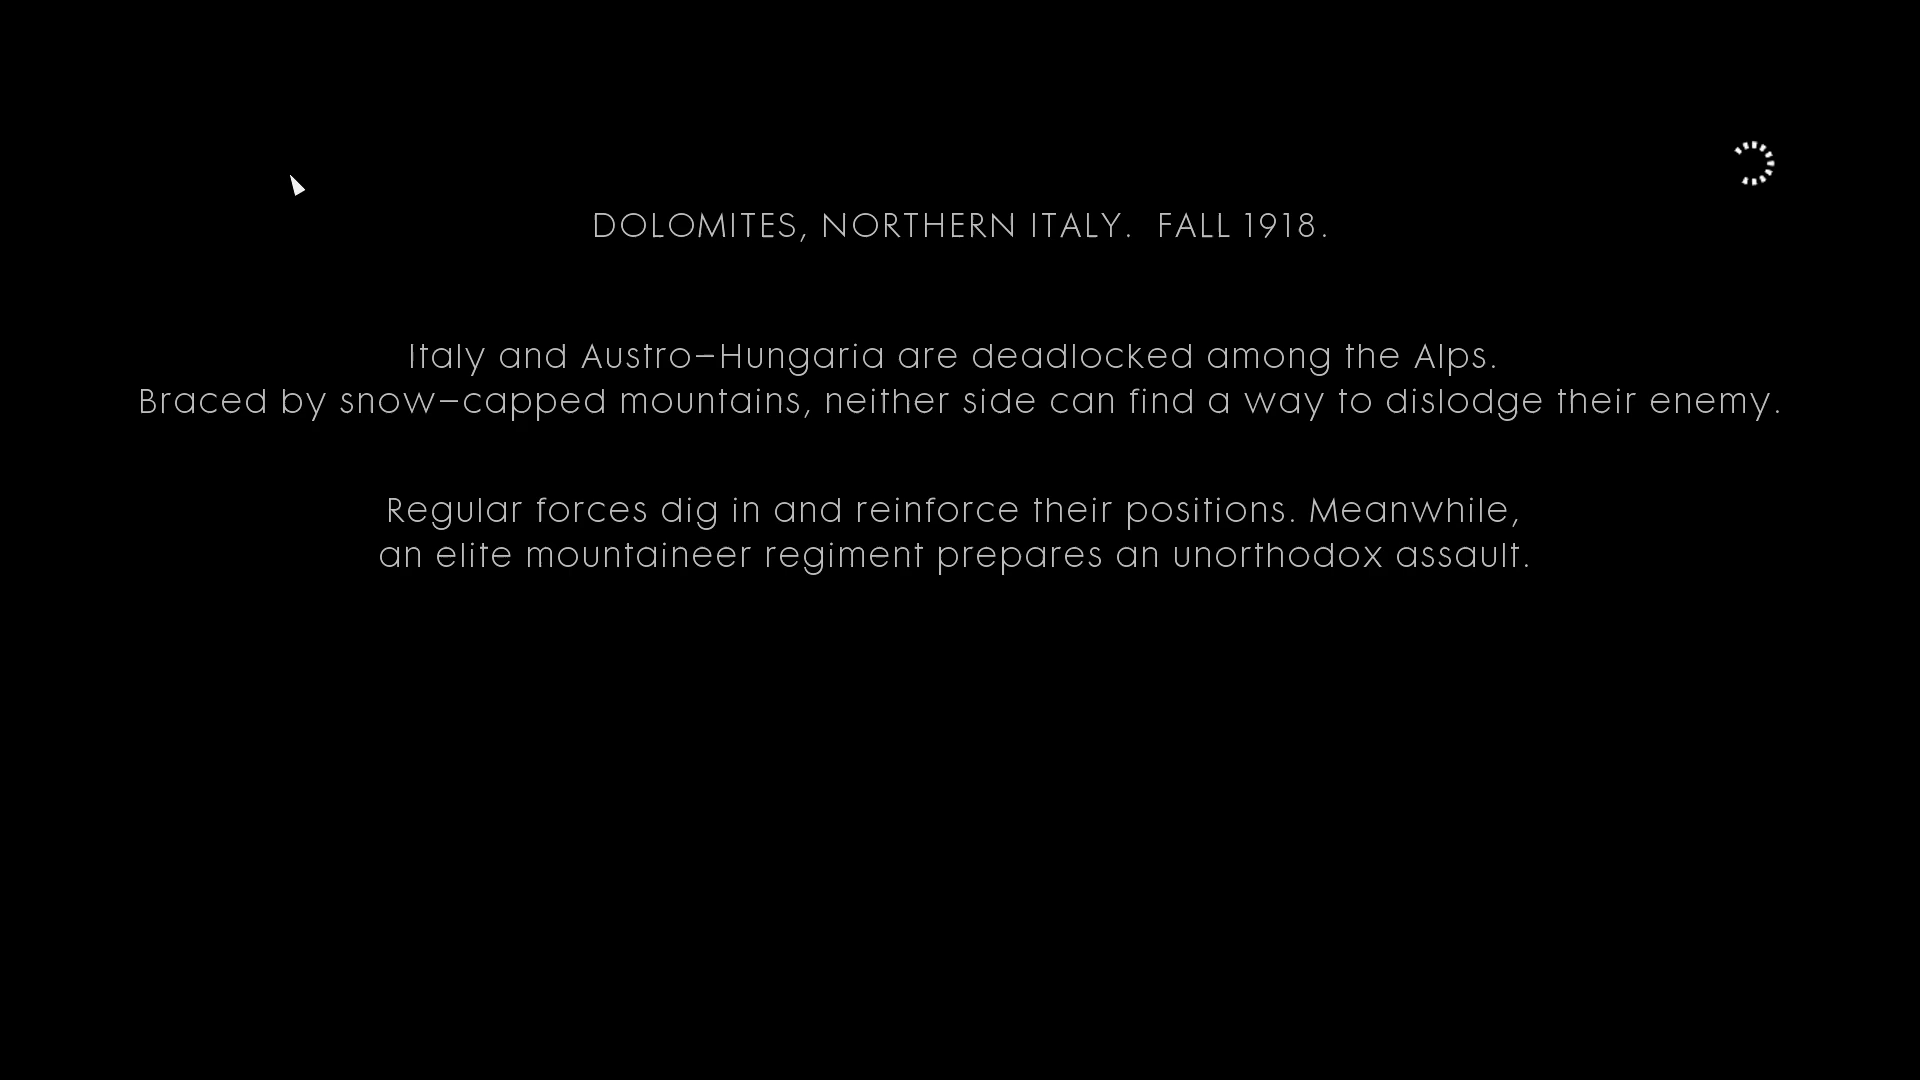 DOLOMITES, NORTHERN ITALY.  FALL 1918.
Italy and Austro-Hungaria are deadlocked among the Alps.
Braced by snow-capped mountains, neither side can find a way to dislodge their enemy.
Regular forces dig in and reinforce their positions. Meanwhile,
an elite mountaineer regiment prepares an unorthodox assault.